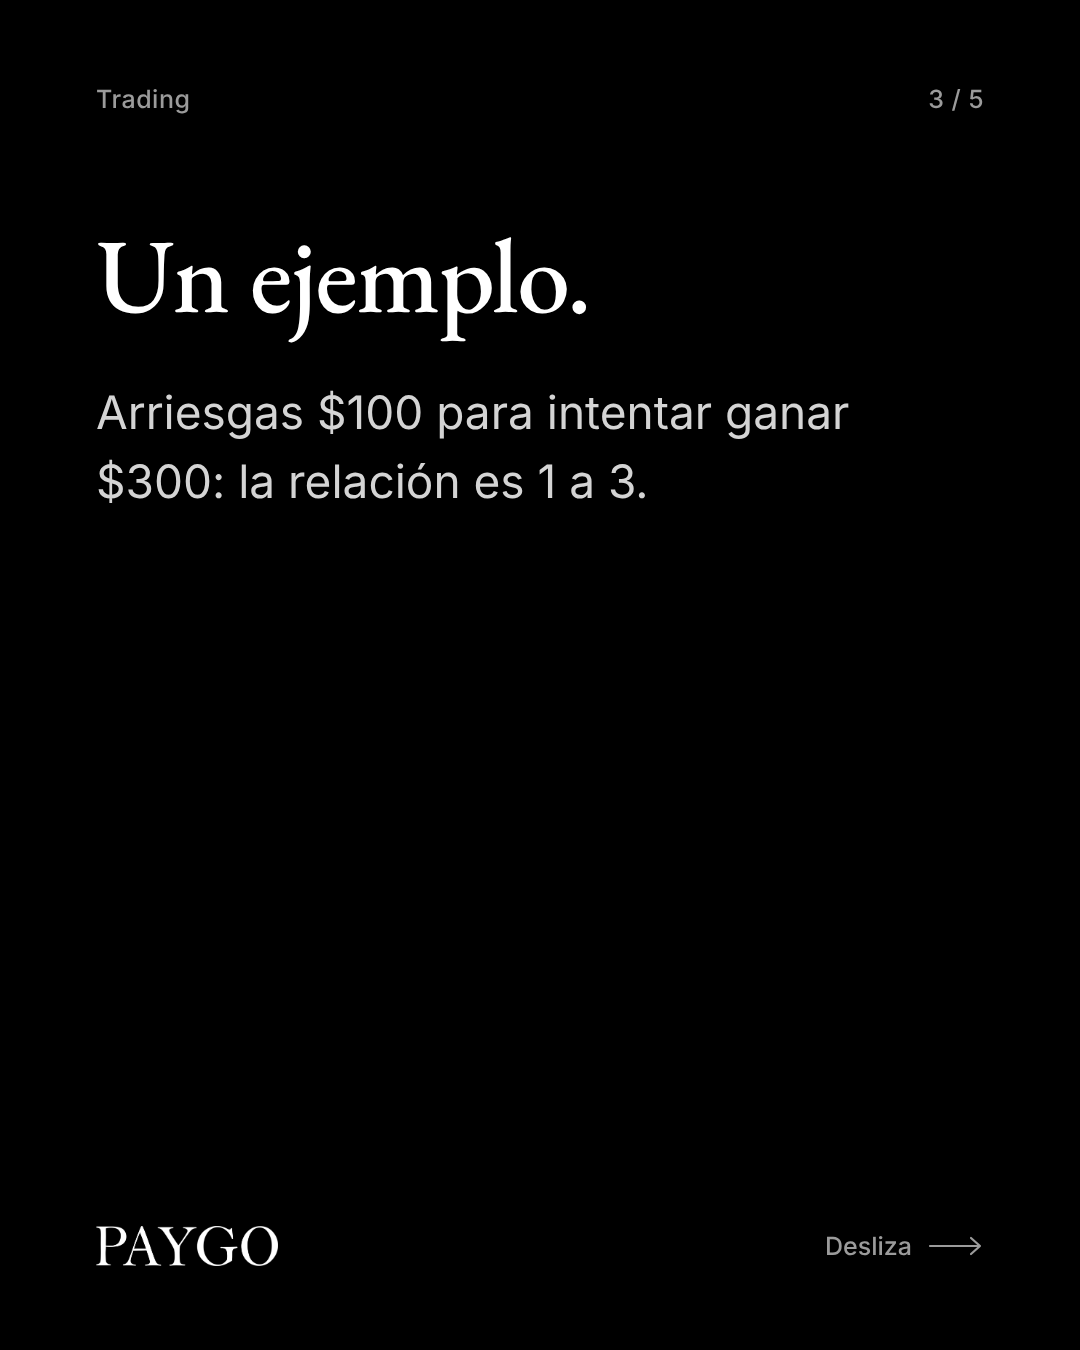 Trading
3 / 5
Un ejemplo.
Arriesgas $100 para intentar ganar
$300: la relación es 1 a 3.
PAYGO
Desliza